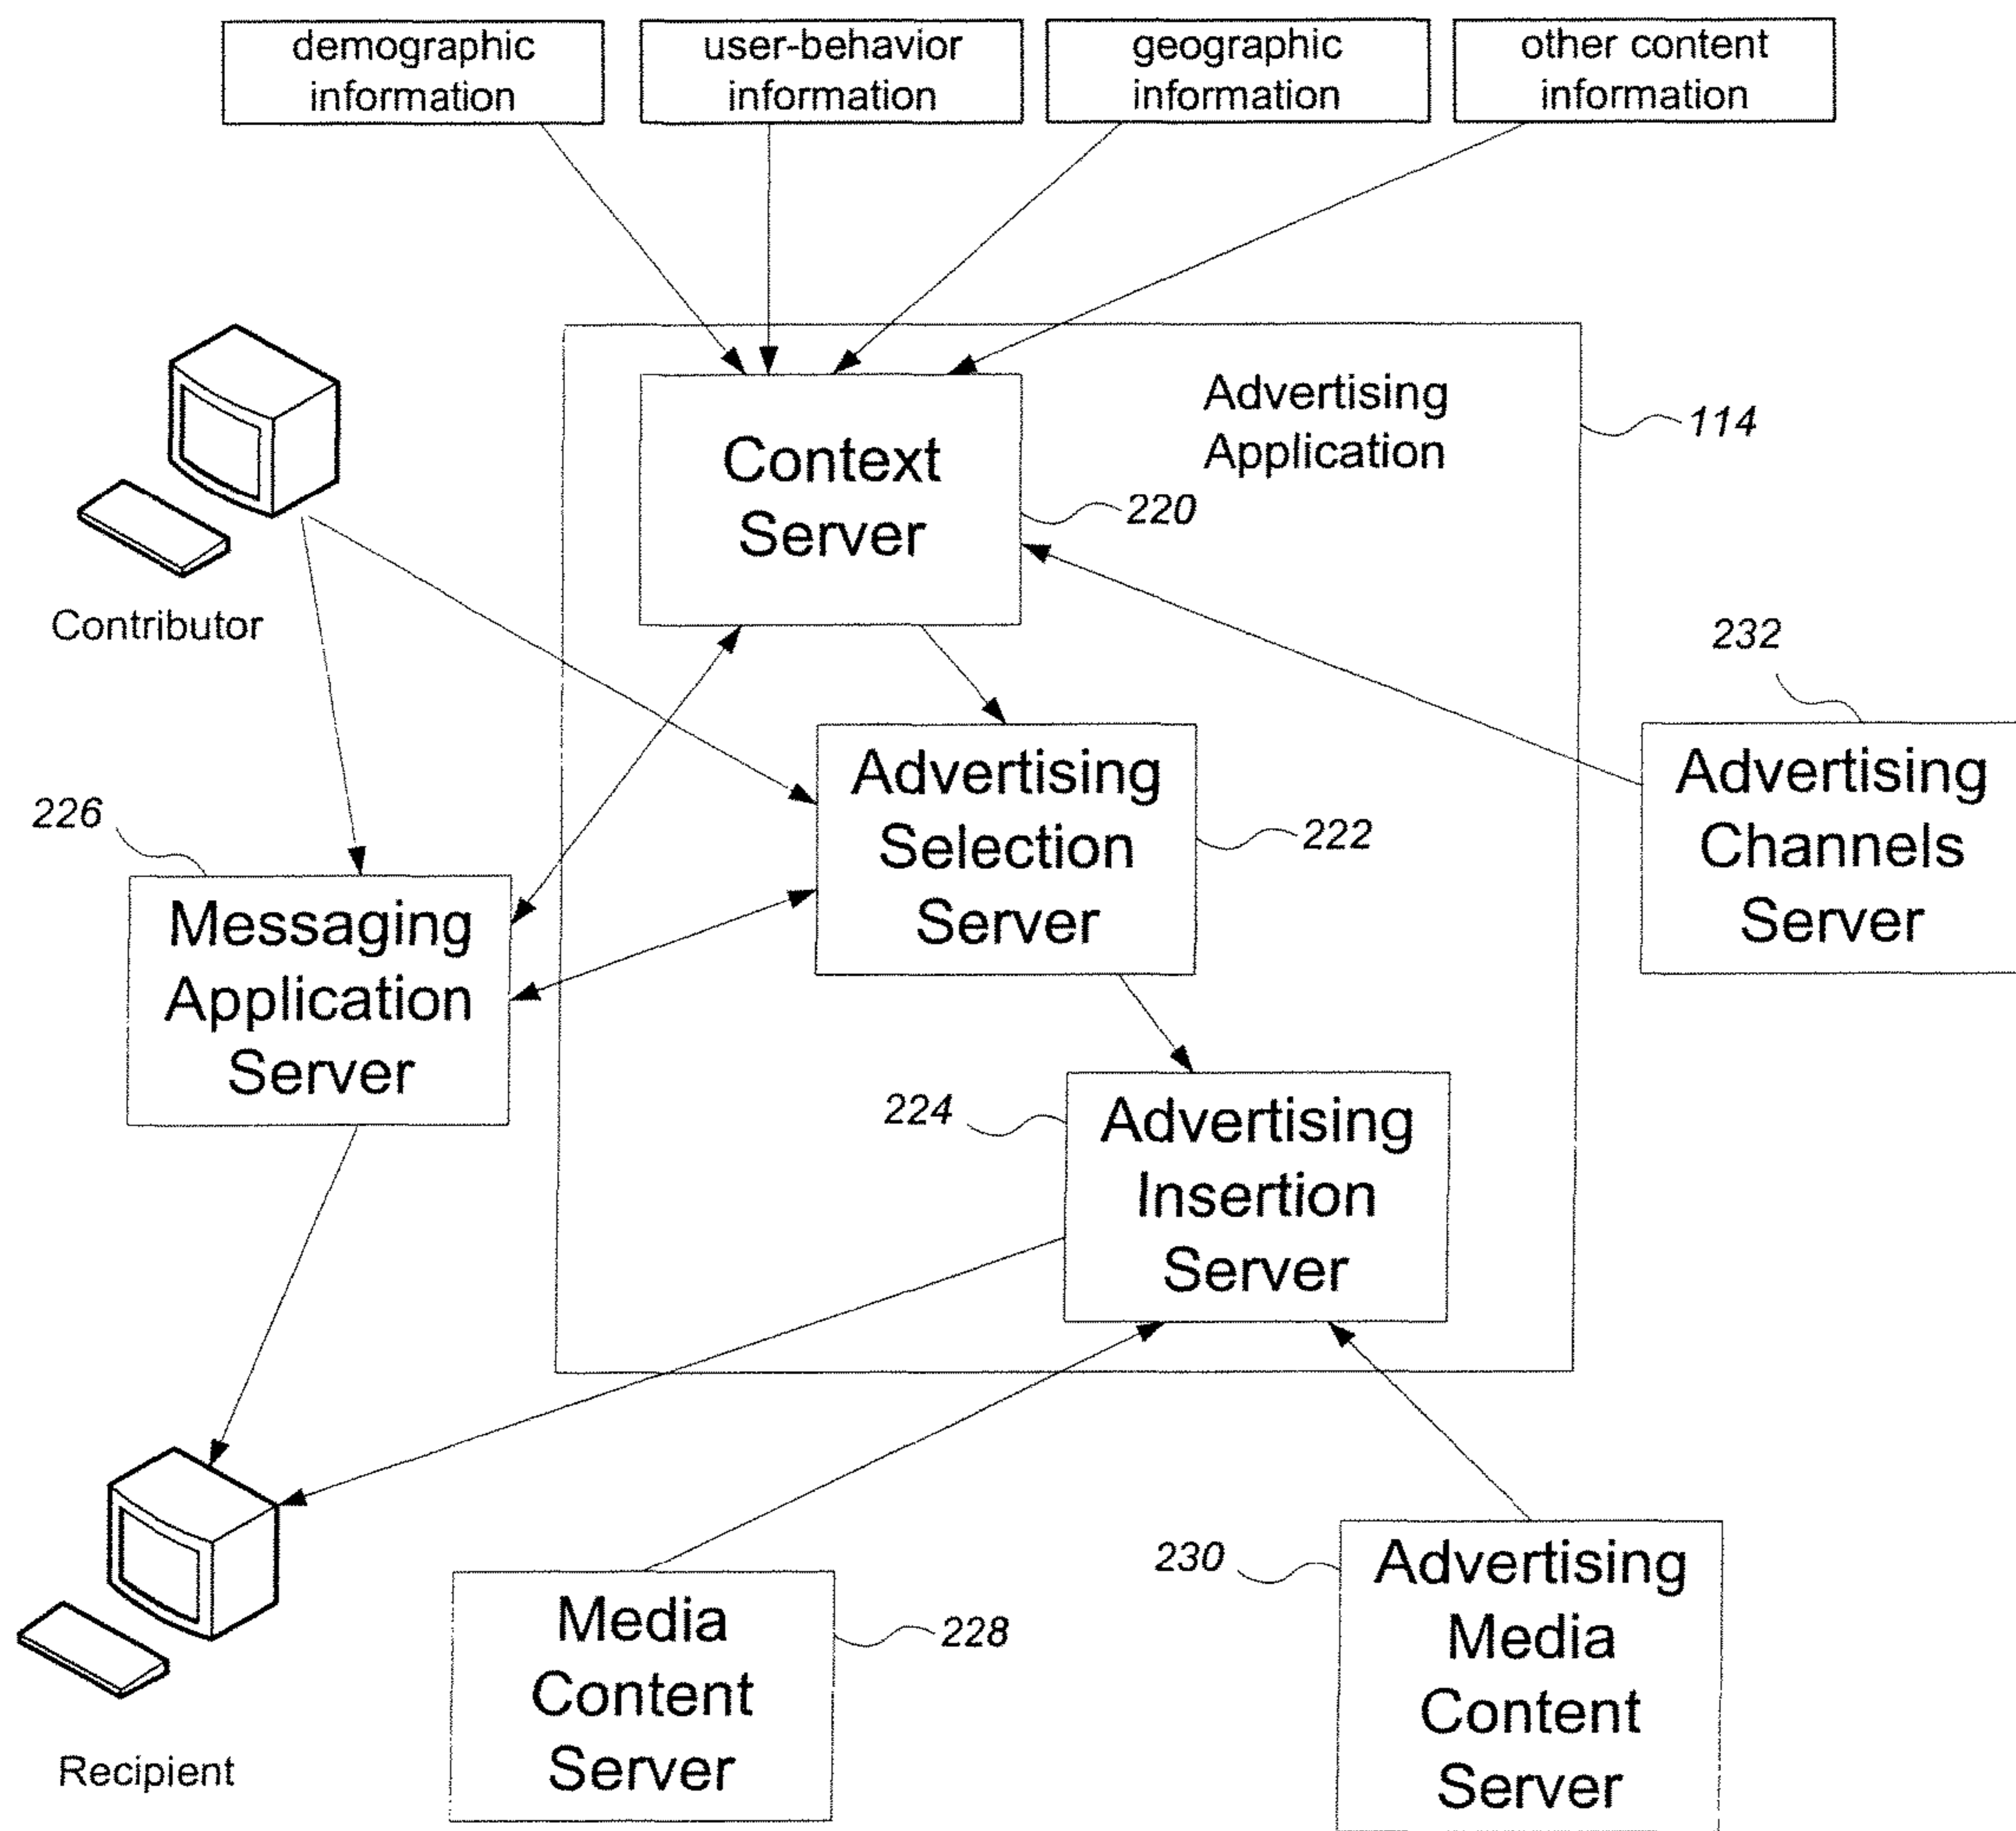 demographic
information
user-behavior
information
geographic
information
other content
information
Advertising
Application
114
Context
Server
220
Contributor
232
Advertising
Selection
Server
222
Advertising
Channels
Server
226
Messaging
Application
Server
224
Advertising
Insertion
Server
Recipient
Media
Content
Server
228
230
Advertising
Media
Content
Server